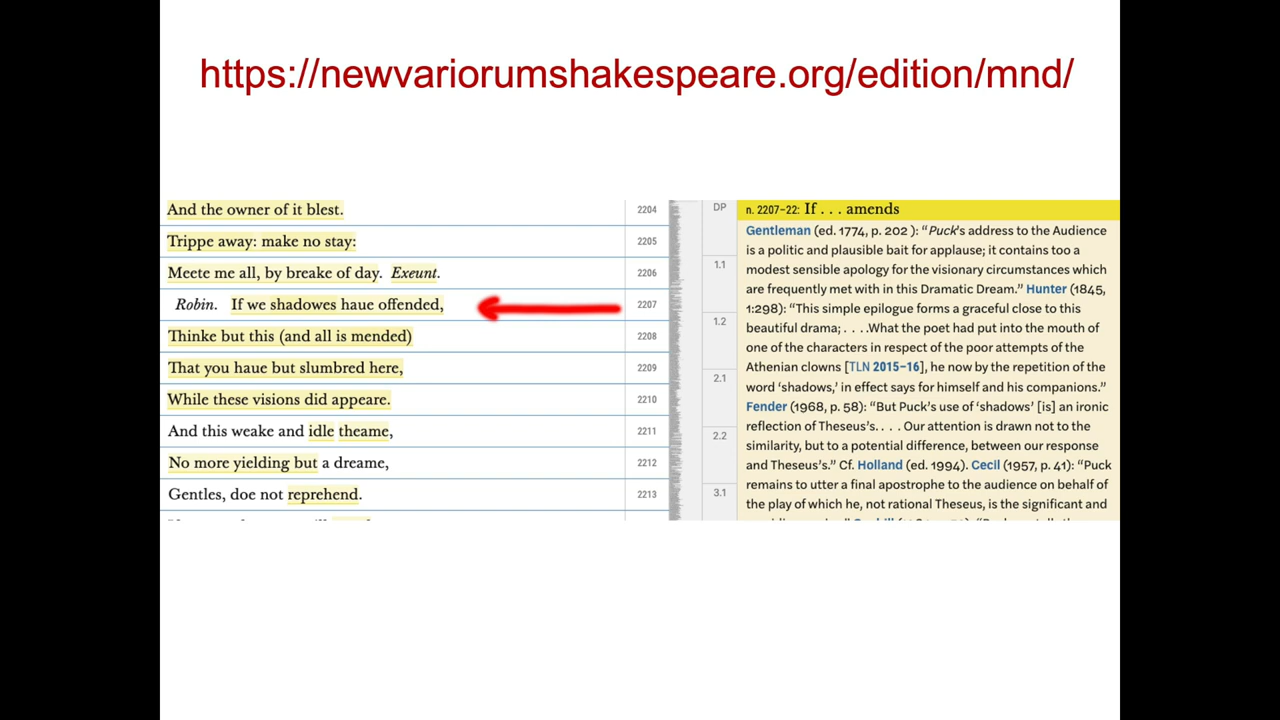 https://newvariorumshakespeare.org/edition/mnd/
And the owner of it blest. 2204
Trippe away: make no stay: 2205
Meete me all, by breake of day. Exeunt. 2206
Robin. If we shadowes haue offended, 2207
Thinke but this (and all is mended) 2208
That you haue but slumbred here, 2209
While these visions did appeare. 2210
And this weake and idle theame, 2211
No more yielding but a dreame, 2212
Gentles, doe not reprehend. 2213
DP
1.1
1.2
2.1
2.2
3.1
n. 2207–22: If . . . amends
Gentleman (ed. 1774, p. 202 ): “Puck’s address to the Audience
is a politic and plausible bait for applause; it contains too a
modest sensible apology for the visionary circumstances which
are frequently met with in this Dramatic Dream.” Hunter (1845,
1:298): “This simple epilogue forms a graceful close to this
beautiful drama; . . . .What the poet had put into the mouth of
one of the characters in respect of the poor attempts of the
Athenian clowns [TLN 2015–16], he now by the repetition of the
word ‘shadows,’ in effect says for himself and his companions.”
Fender (1968, p. 58): “But Puck’s use of ‘shadows’ [is] an ironic
reflection of Theseus’s. . . . Our attention is drawn not to the
similarity, but to a potential difference, between our response
and Theseus’s.” Cf. Holland (ed. 1994). Cecil (1957, p. 41): “Puck
remains to utter a final apostrophe to the audience on behalf of
the play of which he, not rational Theseus, is the significant and